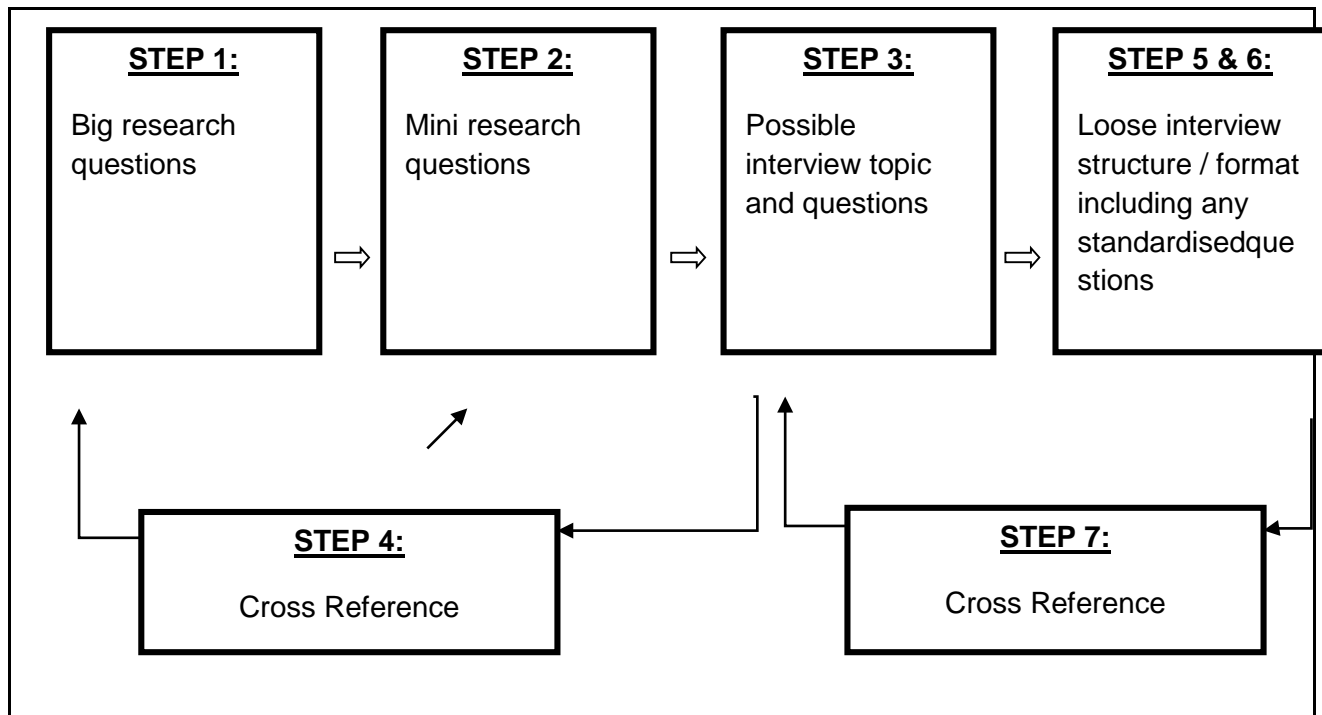 STEP 1:
Big research
questions
STEP 2:
Mini research
questions
STEP 3:
Possible
interview topic
and questions
STEP 5 & 6:
Loose interview
structure / format
including any
standardisedque
stions
STEP 4:
Cross Reference
STEP 7:
Cross Reference